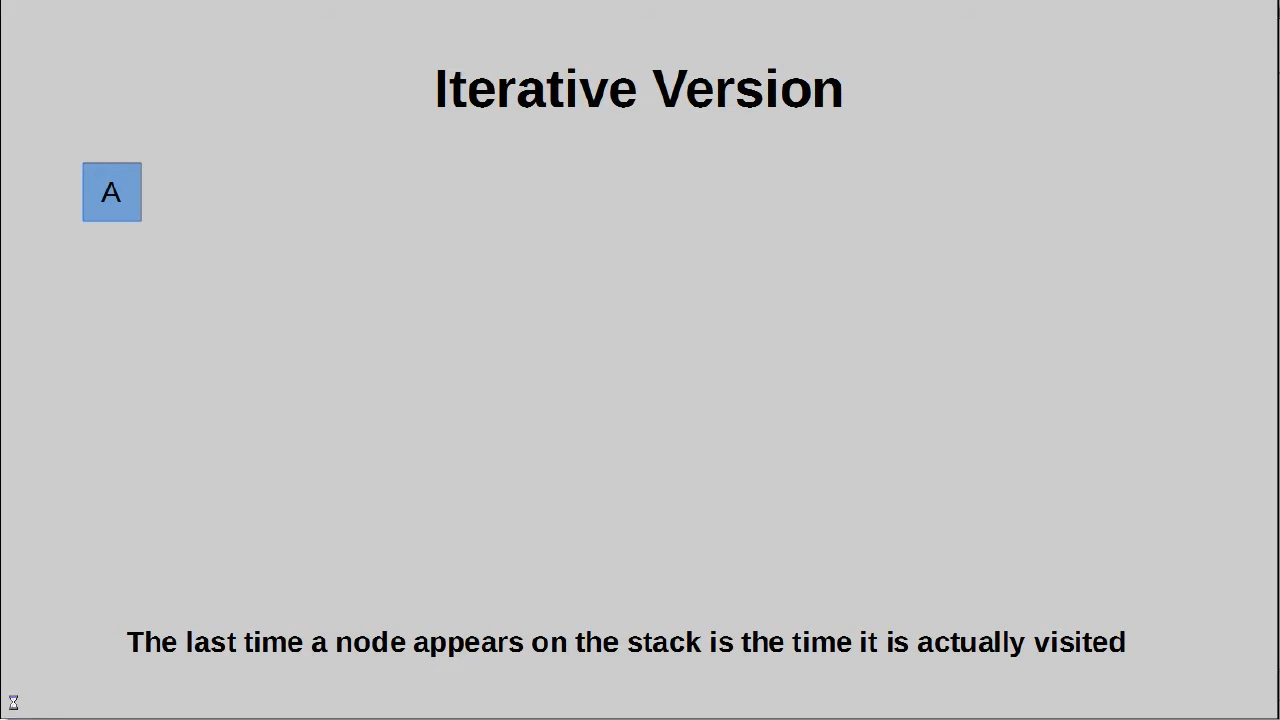 Iterative Version
A
The last time a node appears on the stack is the time it is actually visited